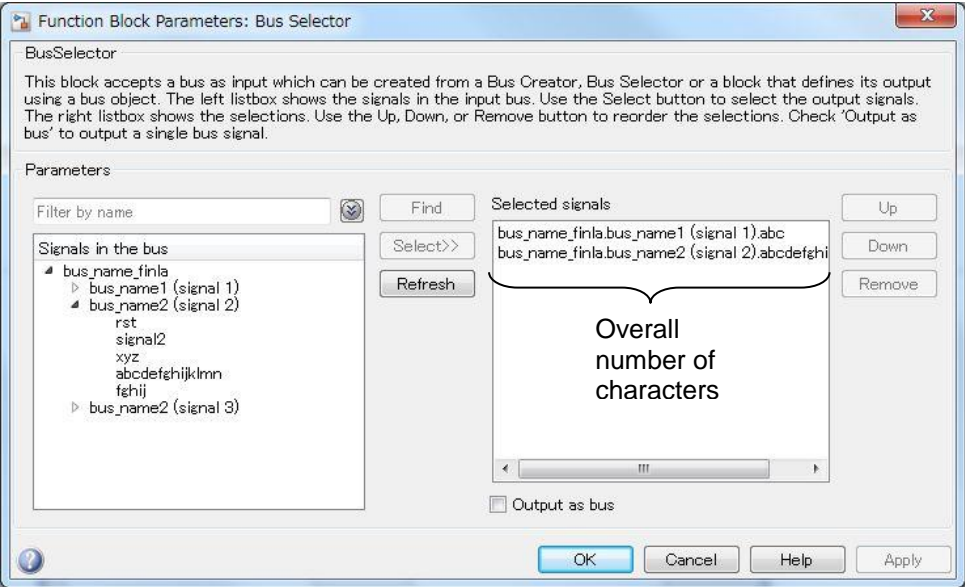 Function Block Parameters: Bus Selector
BusSelector
This block accepts a bus as input which can be created from a Bus Creator, Bus Selector or a block that defines its output
using a bus object. The left listbox shows the signals in the input bus. Use the Select button to select the output signals.
The right listbox shows the selections. Use the Up, Down, or Remove button to reorder the selections. Check 'Output as
bus' to output a single bus signal.
Parameters
Filter by name
Find
Select>>
Refresh
Signals in the bus
bus_name_finla
bus_name1 (signal 1)
bus_name2 (signal 2)
rst
signal2
xyz
abcdefghijklmn
fghij
bus_name2 (signal 3)
Selected signals
bus_name_finla.bus_name1 (signal 1).abc
bus_name_finla.bus_name2 (signal 2).abcdefghi
Overall
number of
characters
Up
Down
Remove
Output as bus
OK
Cancel
Help
Apply